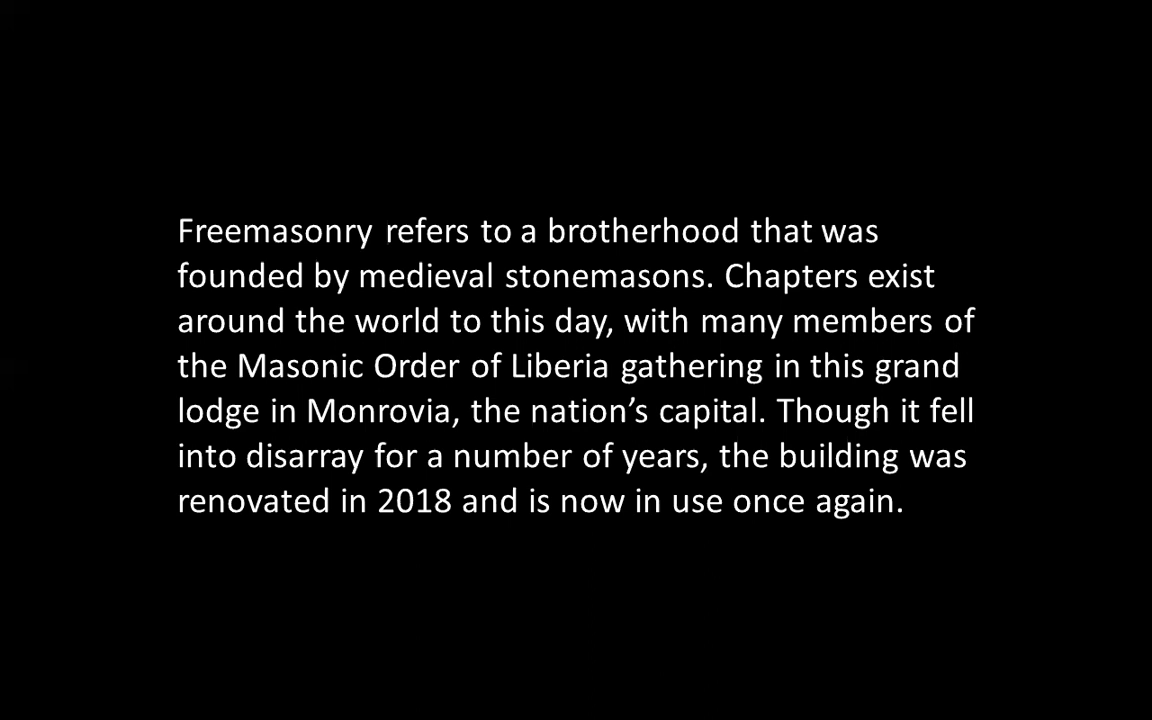 Freemasonry refers to a brotherhood that was
founded by medieval stonemasons. Chapters exist
around the world to this day, with many members of
the Masonic Order of Liberia gathering in this grand
lodge in Monrovia, the nation’s capital. Though it fell
into disarray for a number of years, the building was
renovated in 2018 and is now in use once again.